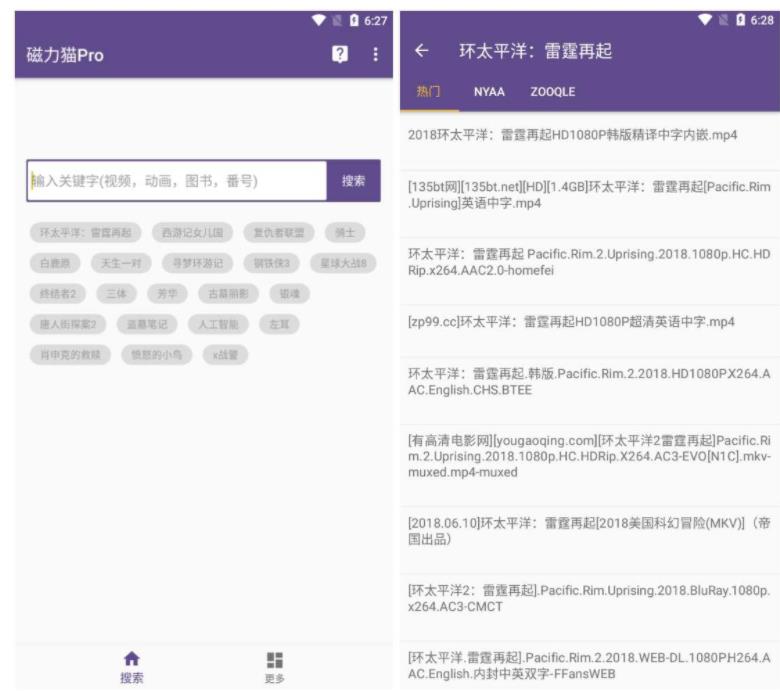 6:27
磁力猫Pro
输入关键字(视频，动画，图书，番号)
搜索
环太平洋：雷霆再起 西游记女儿国 复仇者联盟 骑士
白鹿原 天生一对 寻梦环游记 钢铁侠3 星球大战8
终结者2 三体 芳华 古墓丽影 银魂
唐人街探案2 盗墓笔记 人工智能 左耳
肖申克的救赎 愤怒的小鸟 x战警
搜索
更多
6:28
环太平洋：雷霆再起
热门 NYAA ZOOQLE
2018环太平洋：雷霆再起HD1080P韩版精译中字内嵌.mp4
[135bt网][135bt.net][HD][1.4GB]环太平洋：雷霆再起[Pacific.Rim
.Uprising]英语中字.mp4
环太平洋：雷霆再起 Pacific.Rim.2.Uprising.2018.1080p.HC.HD
Rip.x264.AAC2.0-homefei
[zp99.cc]环太平洋：雷霆再起HD1080P超清英语中字.mp4
环太平洋：雷霆再起.韩版.Pacific.Rim.2.2018.HD1080P.X264.A
AC.English.CHS.BTEE
[有高清电影网][yougaoqing.com][环太平洋2雷霆再起]Pacific.Ri
m.2.Uprising.2018.1080p.HC.HDRip.X264.AC3-EVO[N1C].mkv-
muxed.mp4-muxed
[2018.06.10]环太平洋：雷霆再起[2018美国科幻冒险(MKV)]（帝
国出品）
[环太平洋2：雷霆再起].Pacific.Rim.Uprising.2018.BluRay.1080p.
x264.AC3-CMCT
[环太平洋.雷霆再起].Pacific.Rim.2.2018.WEB-DL.1080PH264.A
AC.English.内封中英双字-FFansWEB